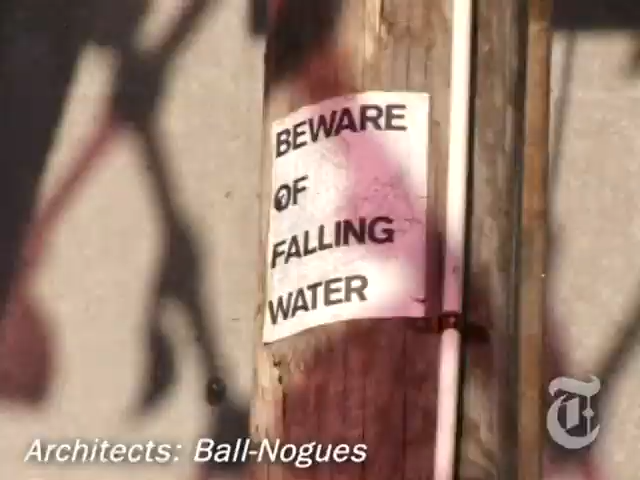 BEWARE
OF
FALLING
WATER
Architects: Ball-Nogues
T